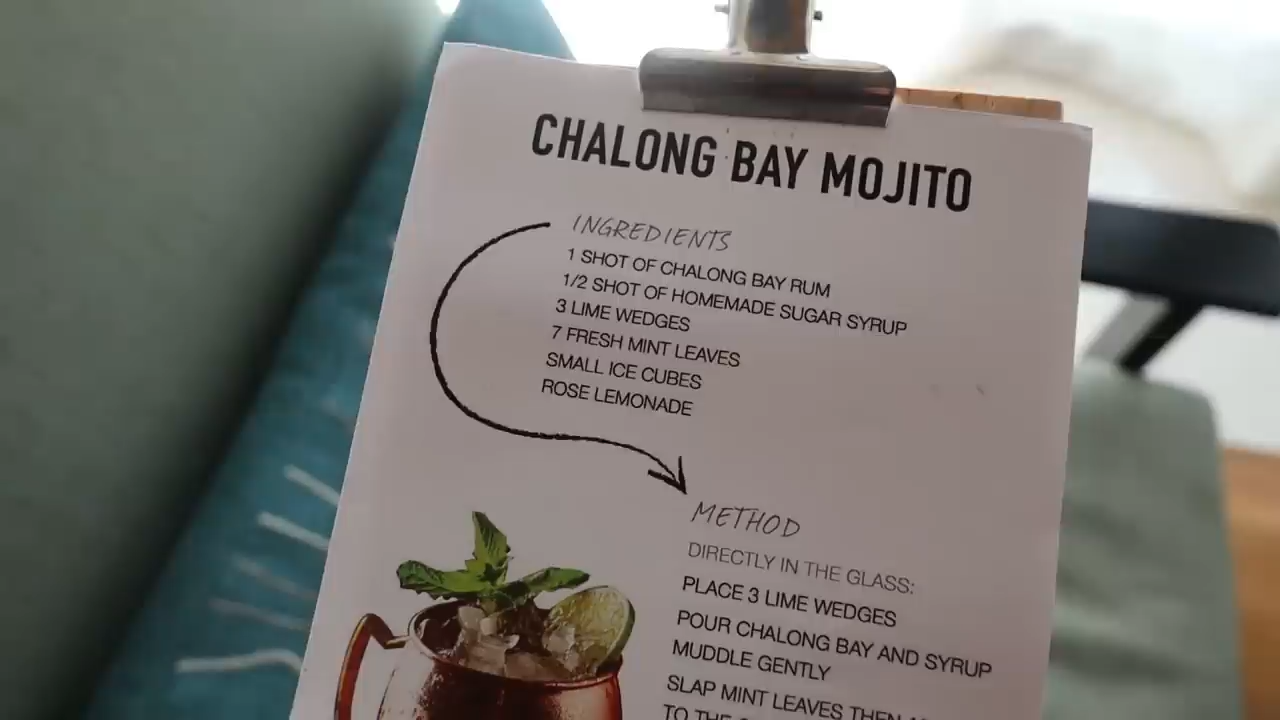 CHALONG BAY MOJITO
INGREDIENTS
1 SHOT OF CHALONG BAY RUM
1/2 SHOT OF HOMEMADE SUGAR SYRUP
3 LIME WEDGES
7 FRESH MINT LEAVES
SMALL ICE CUBES
ROSE LEMONADE
METHOD
DIRECTLY IN THE GLASS:
PLACE 3 LIME WEDGES
POUR CHALONG BAY AND SYRUP
MUDDLE GENTLY
SLAP MINT LEAVES THEN
TO THE